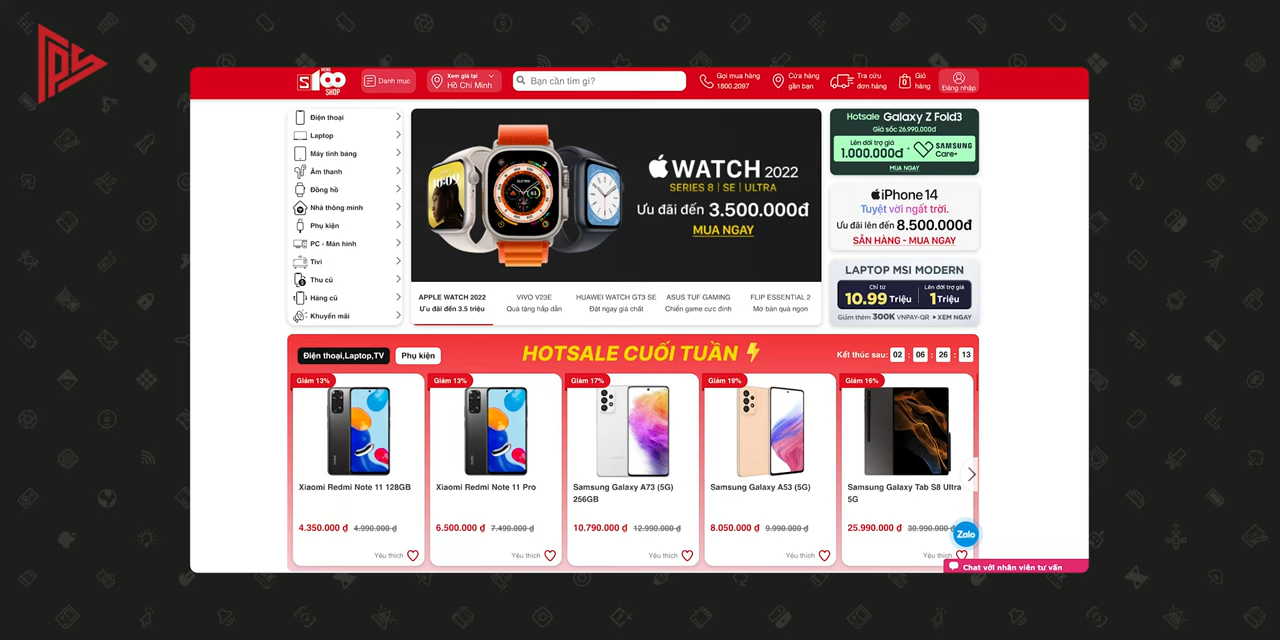 PPS
MOBI
S100
SHOP
Danh mục
Xem giá tại
Hồ Chí Minh
Bạn cần tìm gì?
Gọi mua hàng
1800.2097
Cửa hàng
gần bạn
Tra cứu
đơn hàng
0
Giỏ
hàng
Đăng nhập
Điện thoại
Laptop
Máy tính bảng
Âm thanh
Đồng hồ
Nhà thông minh
Phụ kiện
PC - Màn hình
Tivi
Thu cũ
Hàng cũ
Khuyến mãi
WATCH 2022
SERIES 8 | SE | ULTRA
Ưu đãi đến 3.500.000đ
MUA NGAY
APPLE WATCH 2022
Ưu đãi đến 3.5 triệu
VIVO V23E
Quà tặng hấp dẫn
HUAWEI WATCH GT3 SE
Đặt ngay giá chất
ASUS TUF GAMING
Chiến game cực đỉnh
FLIP ESSENTIAL 2
Mở bán quà ngon
Hotsale Galaxy Z Fold3
Giá sốc 26.990.000đ
Lên đời trợ giá
1.000.000đ
SAMSUNG
Care+
MUA NGAY
iPhone 14
Tuyệt vời ngất trời.
Ưu đãi lên đến 8.500.000đ
SẴN HÀNG - MUA NGAY
LAPTOP MSI MODERN
Chỉ từ
10.99 Triệu
Lên đời trợ giá
1 Triệu
Giảm thêm 300K VNPAY-QR ▸XEM NGAY
Điện thoại,Laptop,TV
Phụ kiện
HOTSALE CUỐI TUẦN
Kết thúc sau: 02 : 06 : 26 : 13
Giảm 13%
Xiaomi Redmi Note 11 128GB
4.350.000 ₫ 4.990.000 ₫
Yêu thích
Giảm 13%
Xiaomi Redmi Note 11 Pro
6.500.000 ₫ 7.490.000 ₫
Yêu thích
Giảm 17%
Samsung Galaxy A73 (5G)
256GB
10.790.000 ₫ 12.990.000 ₫
Yêu thích
Giảm 19%
Samsung Galaxy A53 (5G)
8.050.000 ₫ 9.990.000 ₫
Yêu thích
Giảm 16%
Samsung Galaxy Tab S8 Ultra
5G
25.990.000 ₫ 30.990.000 ₫
Yêu thích
Zalo
Chat với nhân viên tư vấn